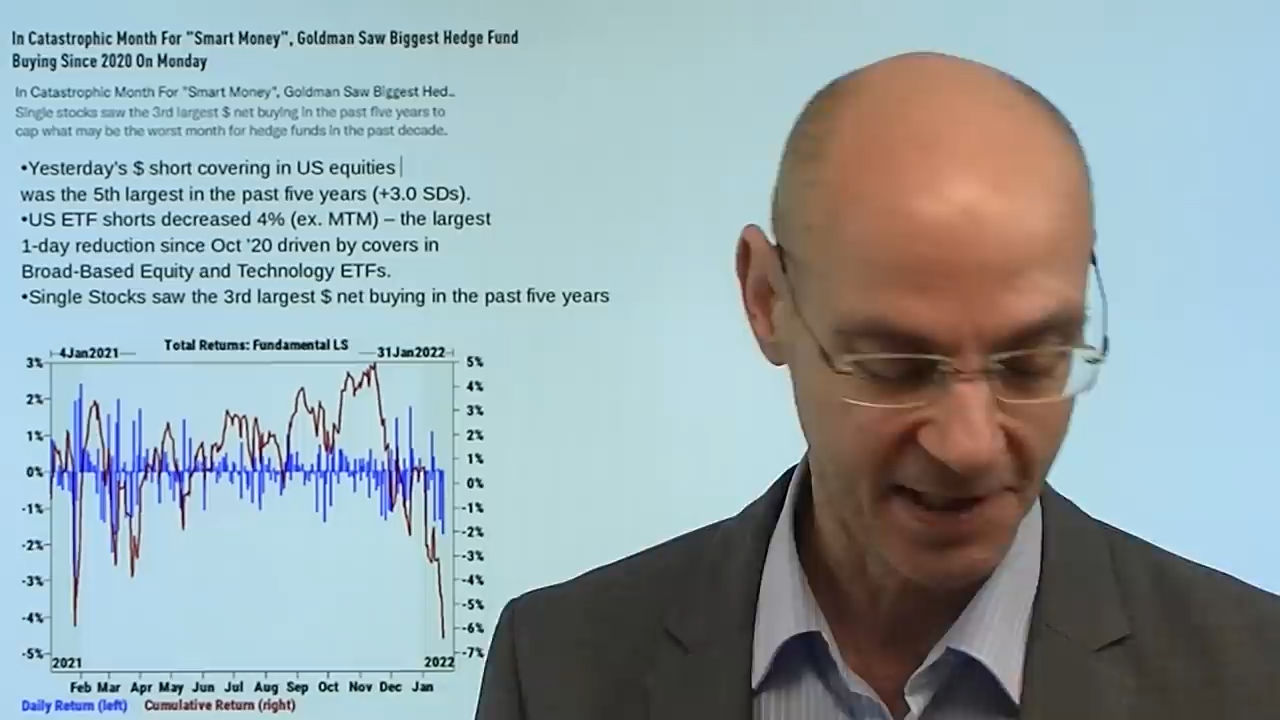 In Catastrophic Month For "Smart Money", Goldman Saw Biggest Hedge Fund
Buying Since 2020 On Monday
In Catastrophic Month For "Smart Money", Goldman Saw Biggest Hed...
Single stocks saw the 3rd largest $ net buying in the past five years to
cap what may be the worst month for hedge funds in the past decade.
•Yesterday's $ short covering in US equities
was the 5th largest in the past five years (+3.0 SDs).
•US ETF shorts decreased 4% (ex. MTM) – the largest
1-day reduction since Oct '20 driven by covers in
Broad-Based Equity and Technology ETFs.
•Single Stocks saw the 3rd largest $ net buying in the past five years
Total Returns: Fundamental LS
4Jan2021
31Jan2022
3%
2%
1%
0%
-1%
-2%
-3%
-4%
-5%
5%
4%
3%
2%
1%
0%
-1%
-2%
-3%
-4%
-5%
-6%
-7%
2021
2022
Feb Mar Apr May Jun Jul Aug Sep Oct Nov Dec Jan
Daily Return (left) Cumulative Return (right)